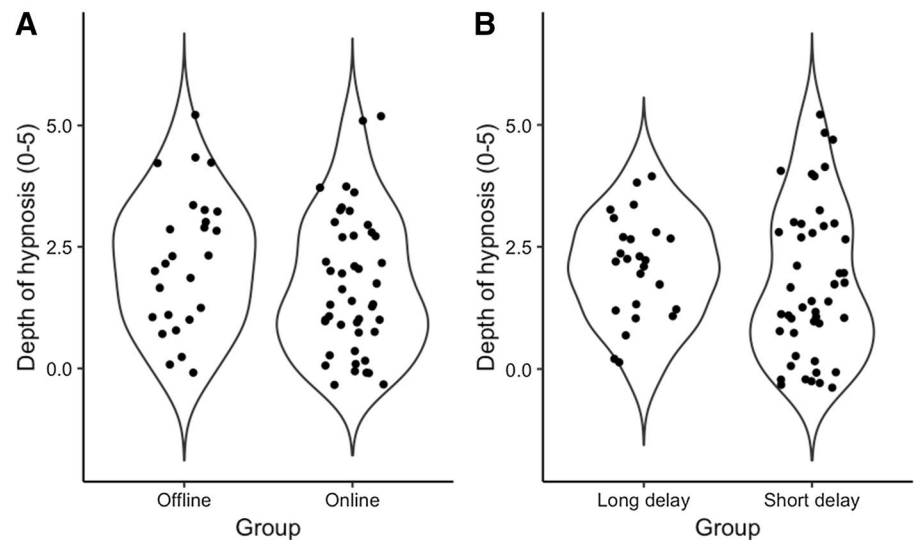 A
Depth of hypnosis (0-5)
5.0
2.5
0.0
Offline Online
Group
B
Depth of hypnosis (0-5)
5.0
2.5
0.0
Long delay Short delay
Group